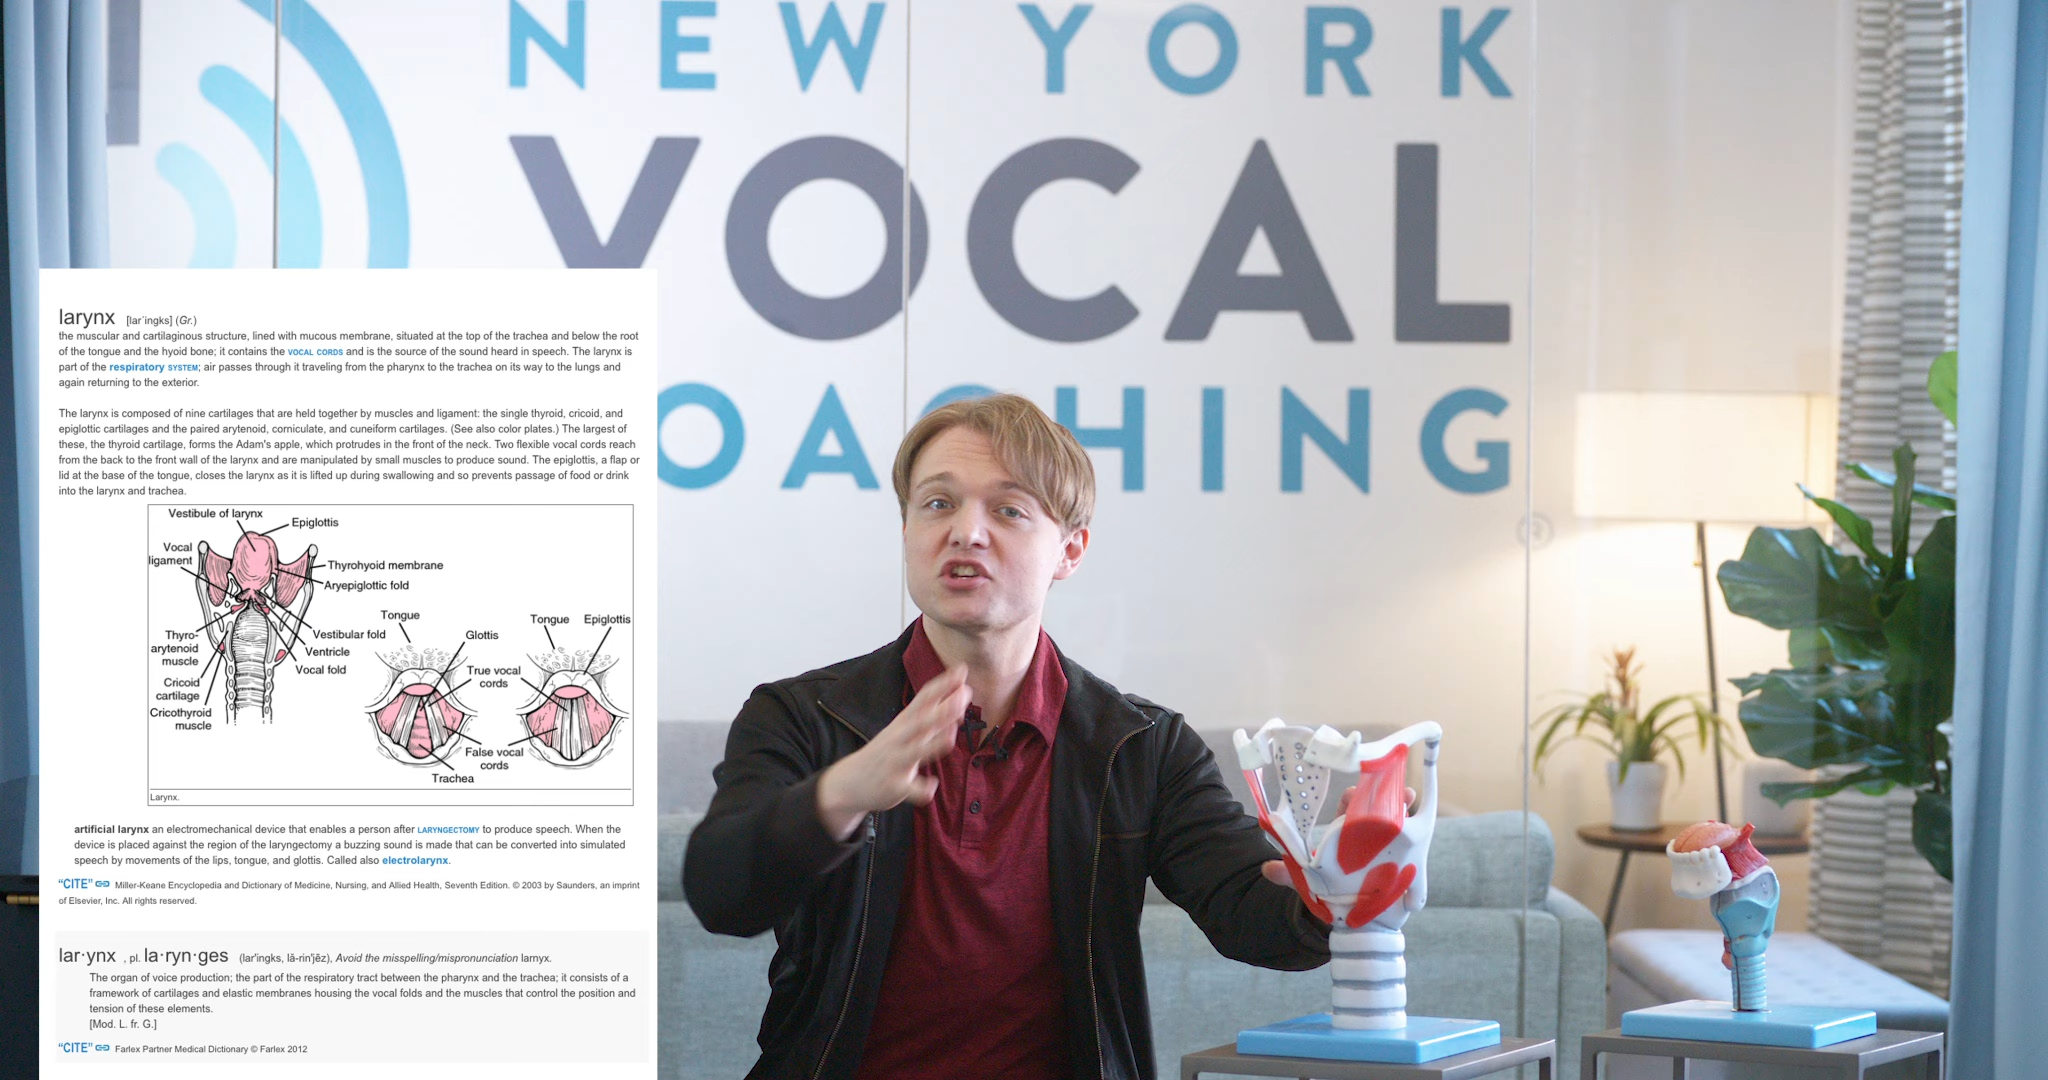 NEW YORK
VOCAL
OACHING
larynx [lar´ingks] (Gr.)
the muscular and cartilaginous structure, lined with mucous membrane, situated at the top of the trachea and below the root
of the tongue and the hyoid bone; it contains the VOCAL CORDS and is the source of the sound heard in speech. The larynx is
part of the respiratory SYSTEM; air passes through it traveling from the pharynx to the trachea on its way to the lungs and
again returning to the exterior.
The larynx is composed of nine cartilages that are held together by muscles and ligament: the single thyroid, cricoid, and
epiglottic cartilages and the paired arytenoid, corniculate, and cuneiform cartilages. (See also color plates.) The largest of
these, the thyroid cartilage, forms the Adam's apple, which protrudes in the front of the neck. Two flexible vocal cords reach
from the back to the front wall of the larynx and are manipulated by small muscles to produce sound. The epiglottis, a flap or
lid at the base of the tongue, closes the larynx as it is lifted up during swallowing and so prevents passage of food or drink
into the larynx and trachea.
Vestibule of larynx
Epiglottis
Vocal
ligament
Thyrohyoid membrane
Aryepiglottic fold
Thyro-
arytenoid
muscle
Vestibular fold
Ventricle
Vocal fold
Cricoid
cartilage
Cricothyroid
muscle
Tongue
Glottis
Tongue
Epiglottis
True vocal
cords
False vocal
cords
Trachea
Larynx.
artificial larynx an electromechanical device that enables a person after LARYNGECTOMY to produce speech. When the
device is placed against the region of the laryngectomy a buzzing sound is made that can be converted into simulated
speech by movements of the lips, tongue, and glottis. Called also electrolarynx.
“CITE” Miller-Keane Encyclopedia and Dictionary of Medicine, Nursing, and Allied Health, Seventh Edition. © 2003 by Saunders, an imprint
of Elsevier, Inc. All rights reserved.
lar·ynx , pl. la·ryn·ges (lar'ingks, lă-rin'jēz), Avoid the misspelling/mispronunciation larnyx.
The organ of voice production; the part of the respiratory tract between the pharynx and the trachea; it consists of a
framework of cartilages and elastic membranes housing the vocal folds and the muscles that control the position and
tension of these elements.
[Mod. L. fr. G.]
“CITE” Farlex Partner Medical Dictionary © Farlex 2012